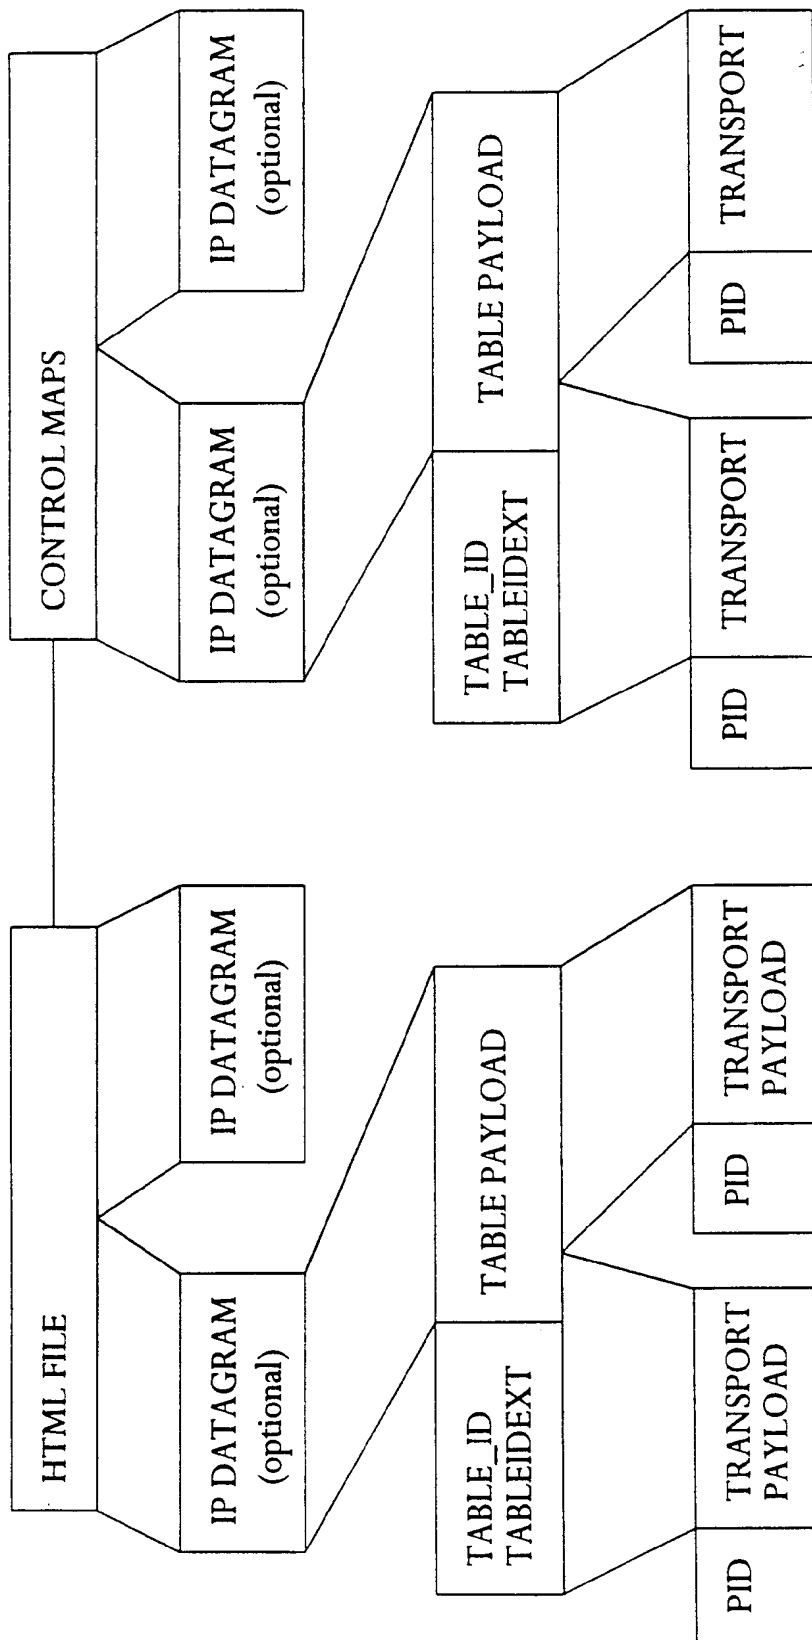 HTML FILE
CONTROL MAPS
IP DATAGRAM
(optional)
IP DATAGRAM
(optional)
IP DATAGRAM
(optional)
IP DATAGRAM
(optional)
TABLE_ID
TABLEIDEXT
TABLE PAYLOAD
TABLE_ID
TABLEIDEXT
TABLE PAYLOAD
PID
TRANSPORT
PAYLOAD
PID
TRANSPORT
PAYLOAD
PID
TRANSPORT
PID
TRANSPORT